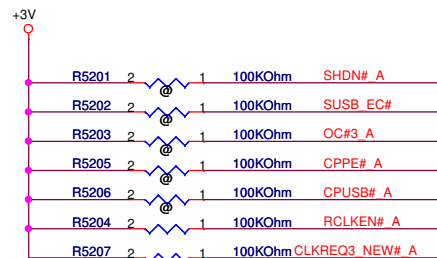 +3V
R5201 2 @ 1 100KOhm SHDN#_A
R5202 2 @ 1 100KOhm SUSB_EC#
R5203 2 @ 1 100KOhm OC#3_A
R5205 2 @ 1 100KOhm CPPE#_A
R5206 2 @ 1 100KOhm CPUSB#_A
R5204 2 1 100KOhm RCLKEN#_A
R5207 2 1 100KOhm CLKREQ3_NEW#_A